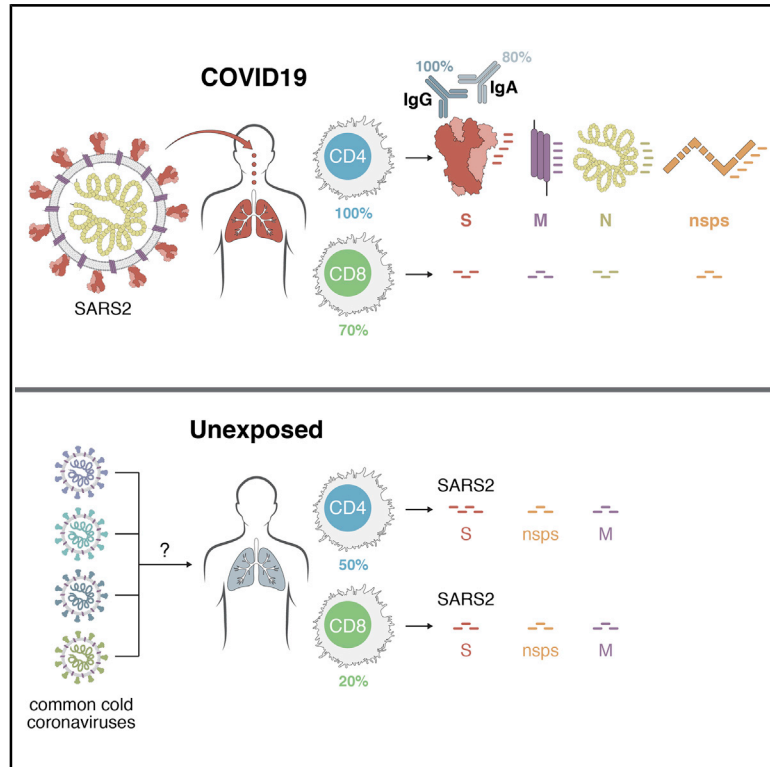 COVID19
100%
80%
IgG
IgA
SARS2
CD4
100%
S
M
N
nsps
CD8
70%
Unexposed
?
common cold
coronaviruses
CD4
50%
SARS2
S
nsps
M
CD8
20%
SARS2
S
nsps
M